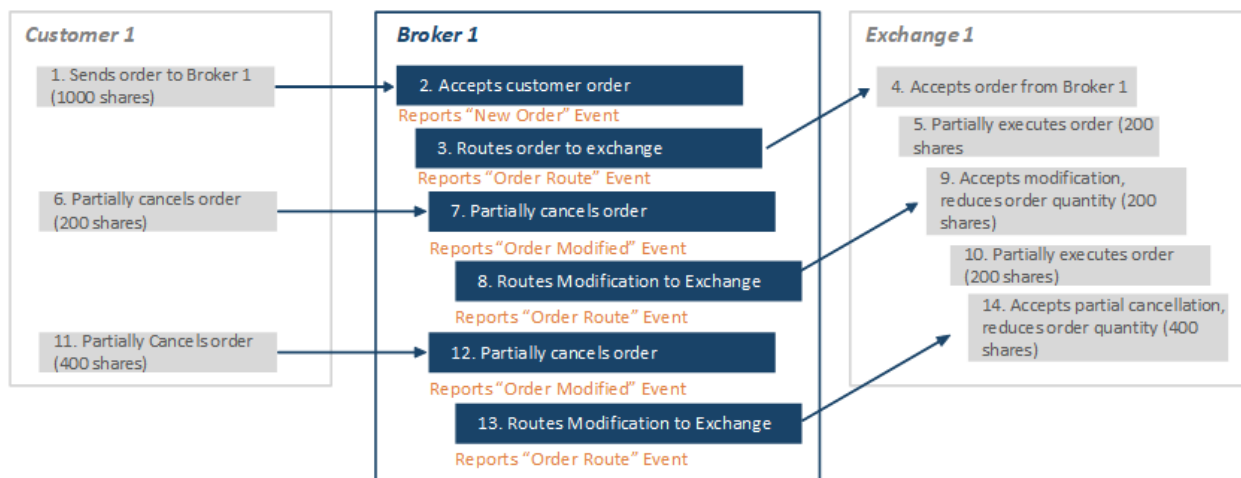 Customer 1
1. Sends order to Broker 1
(1000 shares)
6. Partially cancels order
(200 shares)
11. Partially Cancels order
(400 shares)
Broker 1
2. Accepts customer order
Reports “New Order” Event
3. Routes order to exchange
Reports “Order Route” Event
7. Partially cancels order
Reports “Order Modified” Event
8. Routes Modification to Exchange
Reports “Order Route” Event
12. Partially cancels order
Reports “Order Modified” Event
13. Routes Modification to Exchange
Reports “Order Route” Event
Exchange 1
4. Accepts order from Broker 1
5. Partially executes order (200
shares
9. Accepts modification,
reduces order quantity (200
shares)
10. Partially executes order
(200 shares)
14. Accepts partial cancellation,
reduces order quantity (400
shares)